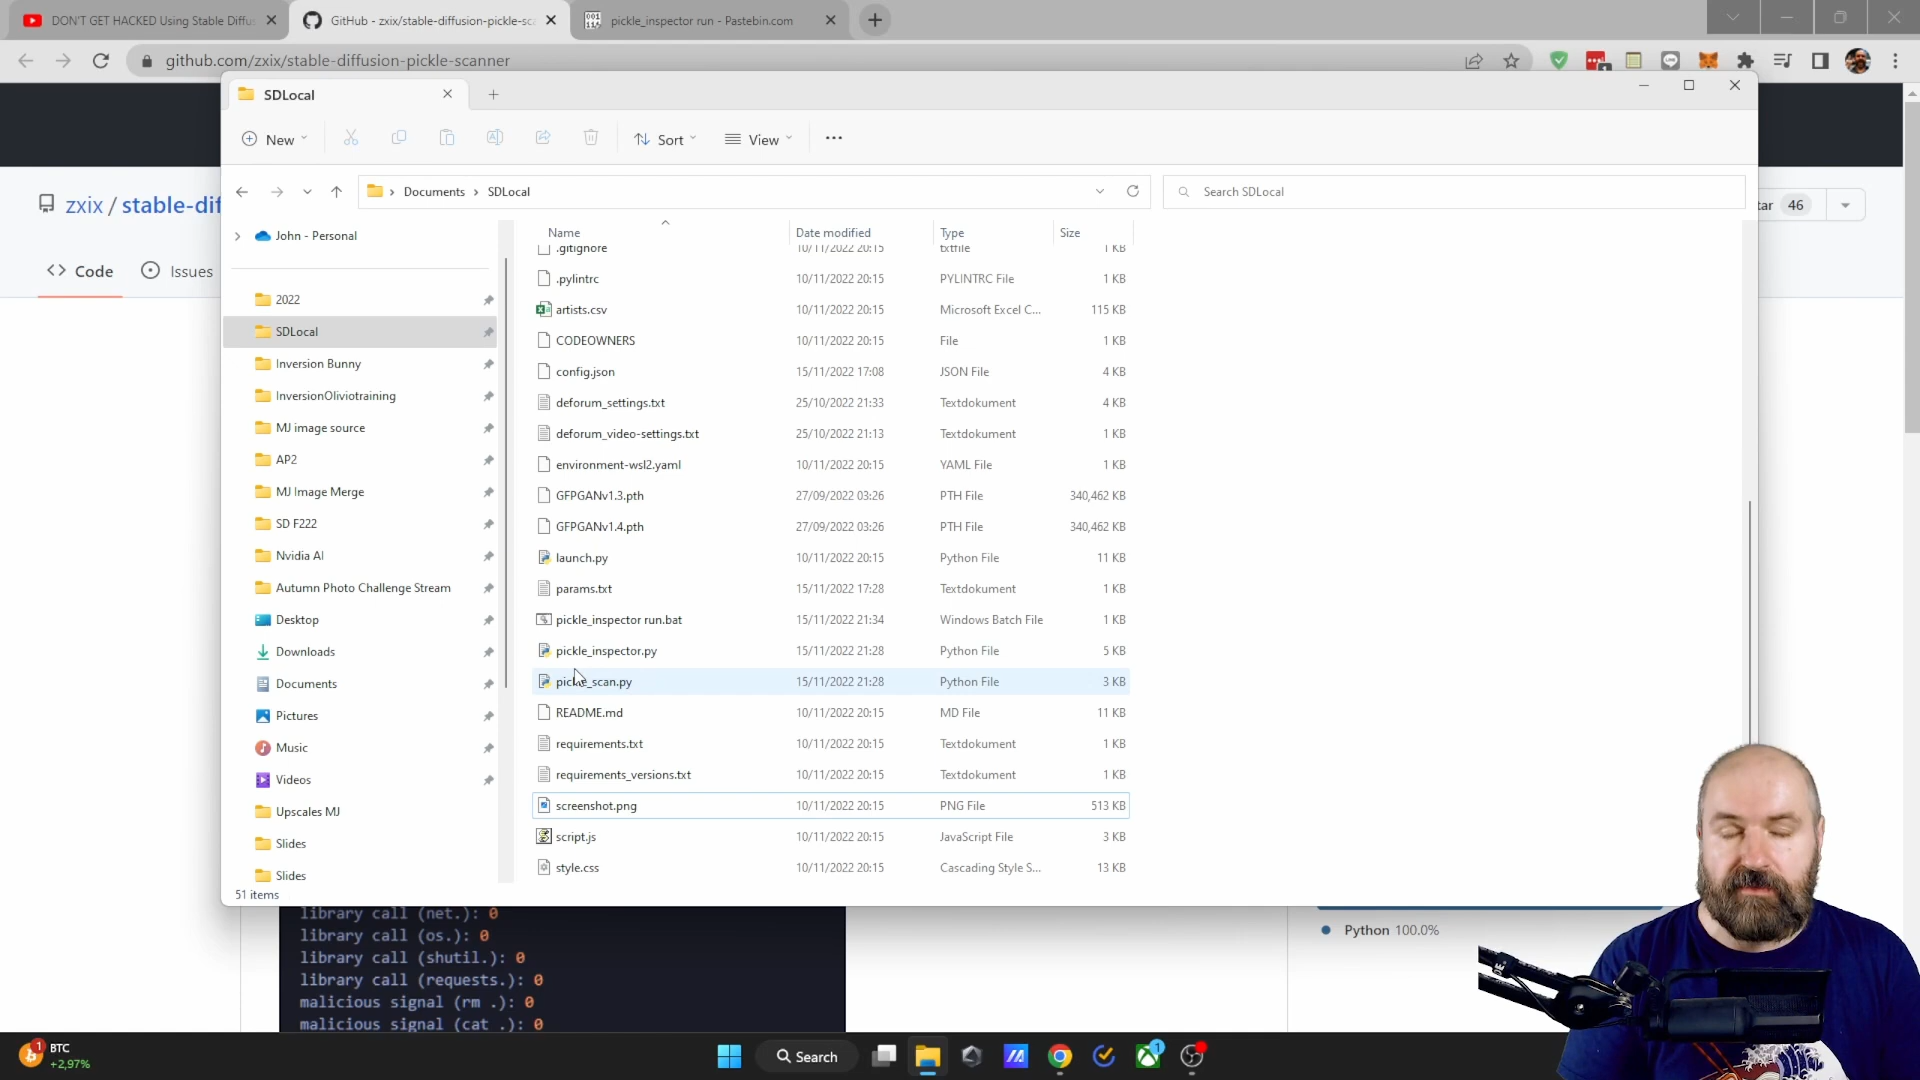 DON'T GET HACKED Using Stable Diffus
GitHub - zxix/stable-diffusion-pickle-sca
pickle_inspector run - Pastebin.com
github.com/zxix/stable-diffusion-pickle-scanner
zxix / stable-dif
tar 46
Code
Issues
SDLocal
New
Sort
View
Documents > SDLocal
Search SDLocal
John - Personal
2022
SDLocal
Inversion Bunny
InversionOliviotraining
MJ image source
AP2
MJ Image Merge
SD F222
Nvidia AI
Autumn Photo Challenge Stream
Desktop
Downloads
Documents
Pictures
Music
Videos
Upscales MJ
Slides
Slides
51 items
Name Date modified Type Size
.gitignore 10/11/2022 20:15 txtfile 1 KB
.pylintrc 10/11/2022 20:15 PYLINTRC File 1 KB
artists.csv 10/11/2022 20:15 Microsoft Excel C... 115 KB
CODEOWNERS 10/11/2022 20:15 File 1 KB
config.json 15/11/2022 17:08 JSON File 4 KB
deforum_settings.txt 25/10/2022 21:33 Textdokument 4 KB
deforum_video-settings.txt 25/10/2022 21:13 Textdokument 1 KB
environment-wsl2.yaml 10/11/2022 20:15 YAML File 1 KB
GFPGANv1.3.pth 27/09/2022 03:26 PTH File 340,462 KB
GFPGANv1.4.pth 27/09/2022 03:26 PTH File 340,462 KB
launch.py 10/11/2022 20:15 Python File 11 KB
params.txt 15/11/2022 17:28 Textdokument 1 KB
pickle_inspector run.bat 15/11/2022 21:34 Windows Batch File 1 KB
pickle_inspector.py 15/11/2022 21:28 Python File 5 KB
pickle_scan.py 15/11/2022 21:28 Python File 3 KB
README.md 10/11/2022 20:15 MD File 11 KB
requirements.txt 10/11/2022 20:15 Textdokument 1 KB
requirements_versions.txt 10/11/2022 20:15 Textdokument 1 KB
screenshot.png 10/11/2022 20:15 PNG File 513 KB
script.js 10/11/2022 20:15 JavaScript File 3 KB
style.css 10/11/2022 20:15 Cascading Style S... 13 KB
library call (net.): 0
library call (os.): 0
library call (shutil.): 0
library call (requests.): 0
malicious signal (rm .): 0
malicious signal (cat .): 0
Python 100.0%
1
BTC
+2,97%
Search
1